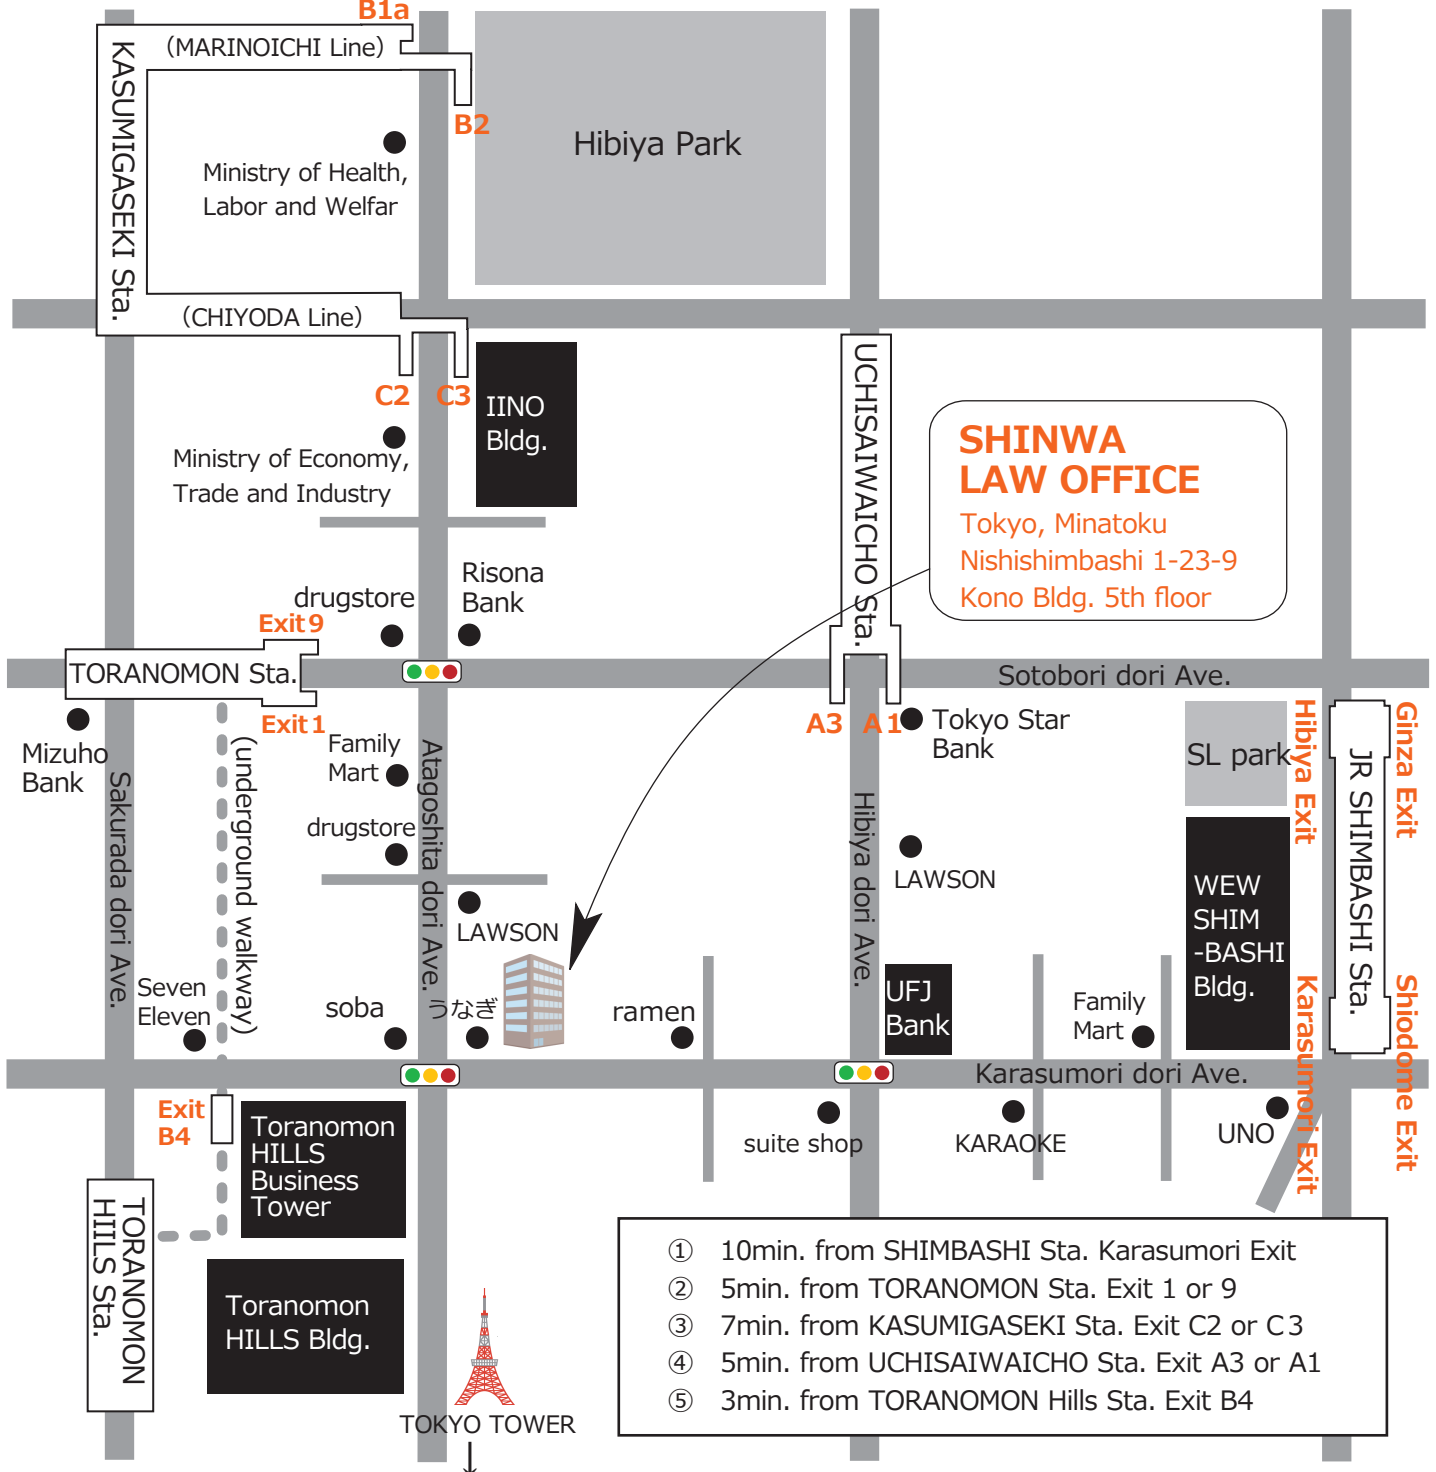 B1a
(MARINOICHI Line)
KASUMIGASEKI Sta.
B2
Hibiya Park
Ministry of Health,
Labor and Welfar
(CHIYODA Line)
C2
C3
IINO
Bldg.
UCHISAIWAICHO Sta.
Ministry of Economy,
Trade and Industry
SHINWA
LAW OFFICE
Tokyo, Minatoku
Nishishimbashi 1-23-9
Kono Bldg. 5th floor
Risona
Bank
drugstore
Exit 9
TORANOMON Sta.
Sotobori dori Ave.
Exit 1
A3
A1
Mizuho
Bank
Sakurada dori Ave.
(underground walkway)
Family
Mart
Atagoshita dori Ave.
drugstore
Tokyo Star
Bank
Hibiya dori Ave.
SL park
Hibiya Exit
JR SHIMBASHI Sta.
Ginza Exit
LAWSON
LAWSON
WEW
SHIM
-BASHI
Bldg.
Seven
Eleven
soba
うなぎ
ramen
UFJ
Bank
Family
Mart
Karasumori Exit
Shiodome Exit
Karasumori dori Ave.
Exit
B4
Toranomon
HILLS
Business
Tower
suite shop
KARAOKE
UNO
TORANOMON
HIILS Sta.
Toranomon
HILLS Bldg.
TOKYO TOWER
① 10min. from SHIMBASHI Sta. Karasumori Exit
② 5min. from TORANOMON Sta. Exit 1 or 9
③ 7min. from KASUMIGASEKI Sta. Exit C2 or C3
④ 5min. from UCHISAIWAICHO Sta. Exit A3 or A1
⑤ 3min. from TORANOMON Hills Sta. Exit B4